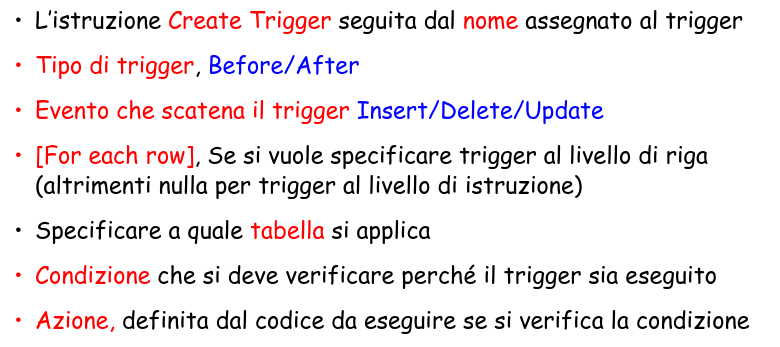 • L’istruzione Create Trigger seguita dal nome assegnato al trigger
• Tipo di trigger, Before/After
• Evento che scatena il trigger Insert/Delete/Update
• [For each row], Se si vuole specificare trigger al livello di riga
(altrimenti nulla per trigger al livello di istruzione)
• Specificare a quale tabella si applica
• Condizione che si deve verificare perché il trigger sia eseguito
• Azione, definita dal codice da eseguire se si verifica la condizione